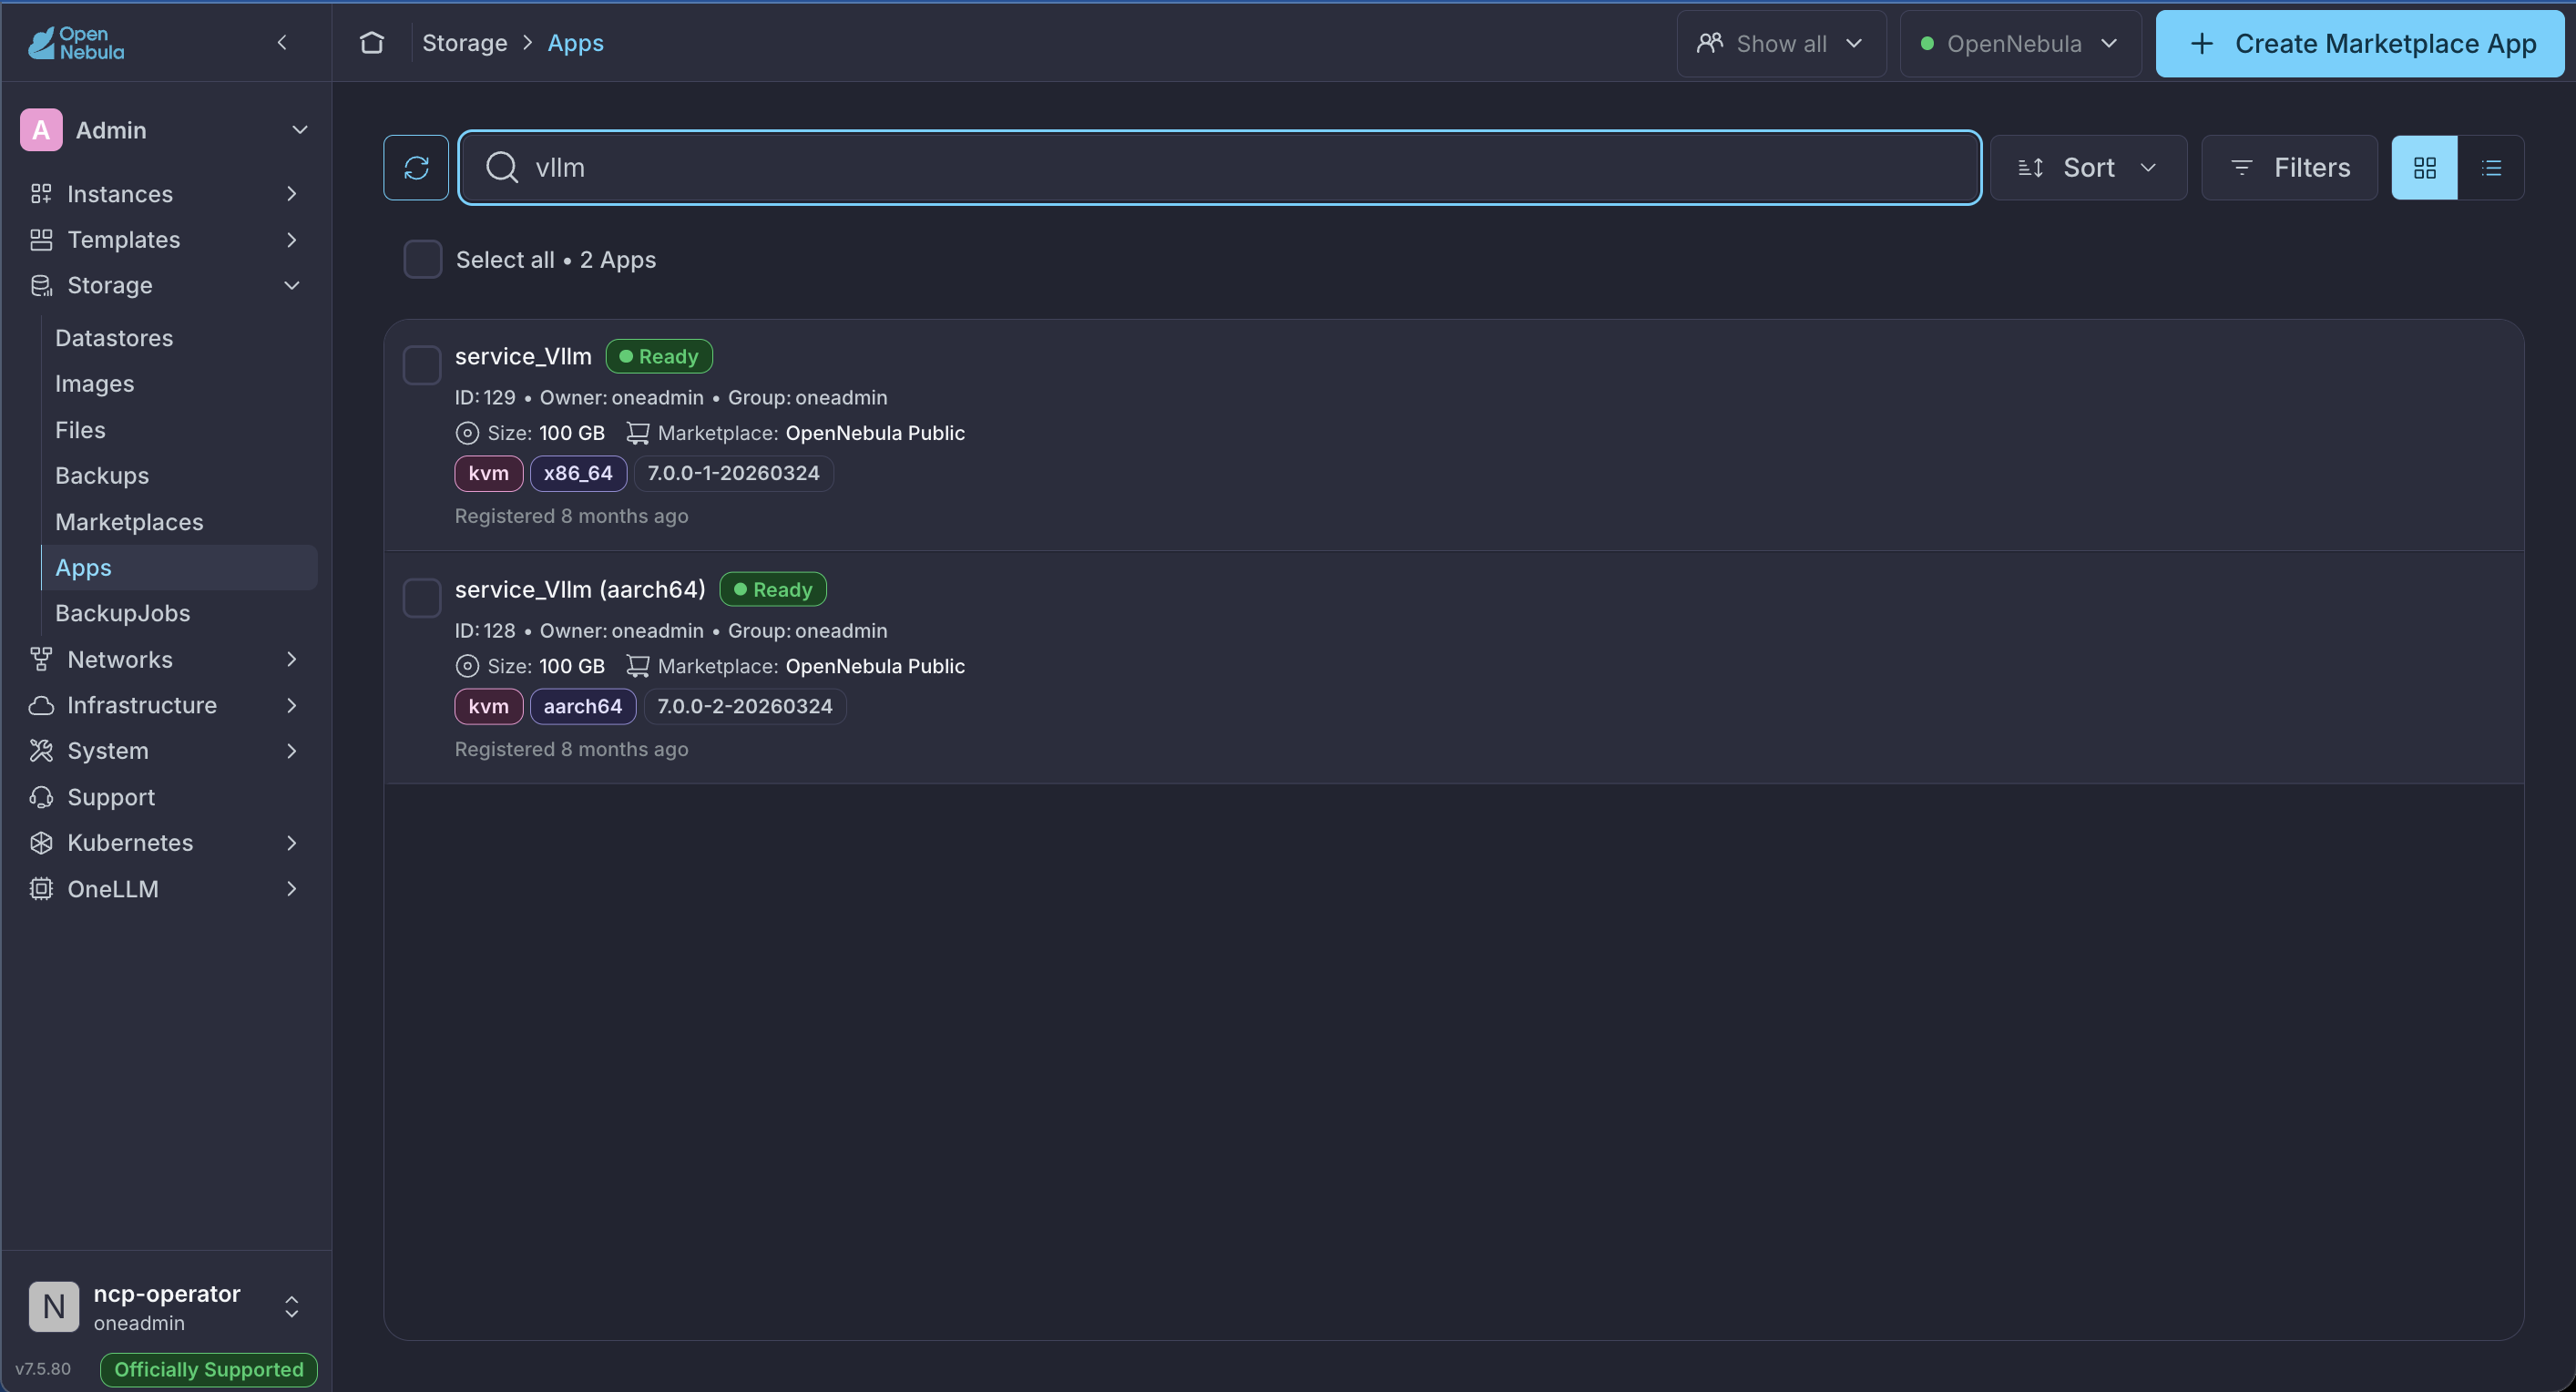 Open
Nebula
Storage > Apps
Show all
OpenNebula
+ Create Marketplace App
A Admin
Instances
Templates
Storage
Datastores
Images
Files
Backups
Marketplaces
Apps
BackupJobs
Networks
Infrastructure
System
Support
Kubernetes
OneLLM
N
ncp-operator
oneadmin
v7.5.80 Officially Supported
vllm
Sort
Filters
Select all • 2 Apps
service_Vllm Ready
ID: 129 • Owner: oneadmin • Group: oneadmin
Size: 100 GB Marketplace: OpenNebula Public
kvm x86_64 7.0.0-1-20260324
Registered 8 months ago
service_Vllm (aarch64) Ready
ID: 128 • Owner: oneadmin • Group: oneadmin
Size: 100 GB Marketplace: OpenNebula Public
kvm aarch64 7.0.0-2-20260324
Registered 8 months ago